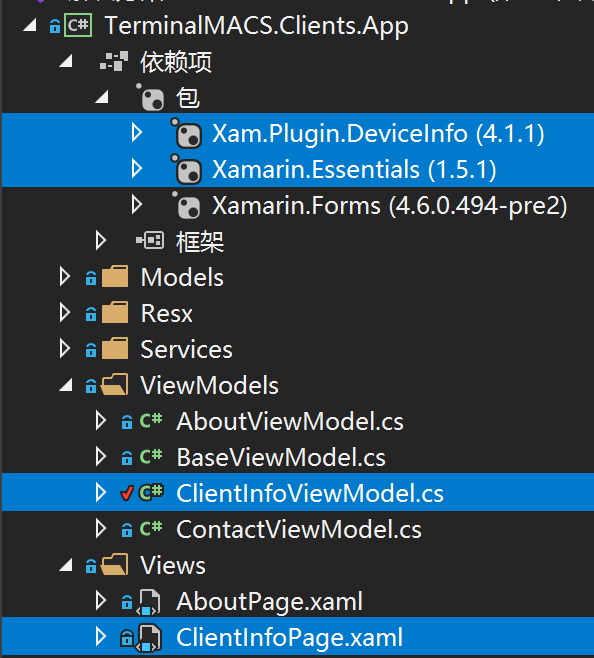 TerminalMACS.Clients.App
依赖项
包
Xam.Plugin.DeviceInfo (4.1.1)
Xamarin.Essentials (1.5.1)
Xamarin.Forms (4.6.0.494-pre2)
框架
Models
Resx
Services
ViewModels
C# AboutViewModel.cs
C# BaseViewModel.cs
C# ClientInfoViewModel.cs
C# ContactViewModel.cs
Views
AboutPage.xaml
ClientInfoPage.xaml